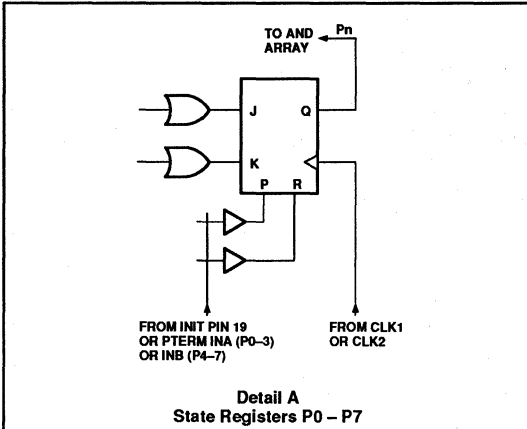 TO AND Pn
ARRAY
J Q
K
P R
FROM INIT PIN 19
OR PTERM INA (P0–3)
OR INB (P4–7)
FROM CLK1
OR CLK2
Detail A
State Registers P0 – P7